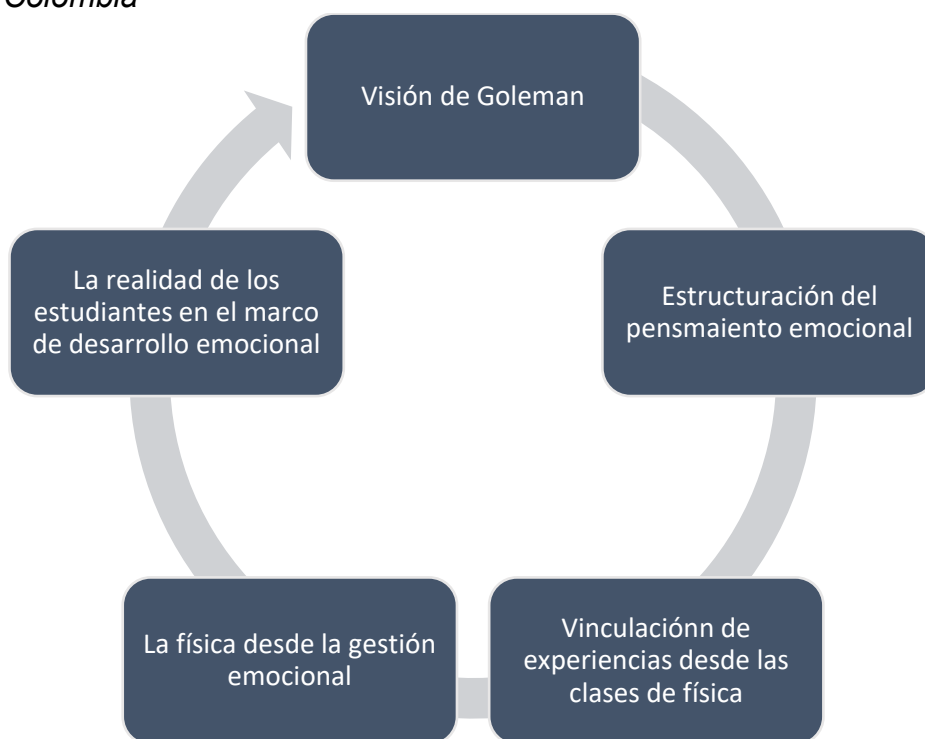 Colombia
Visión de Goleman
Estructuración del
pensmaiento emocional
Vinculaciónn de
experiencias desde las
clases de física
La física desde la gestión
emocional
La realidad de los
estudiantes en el marco
de desarrollo emocional